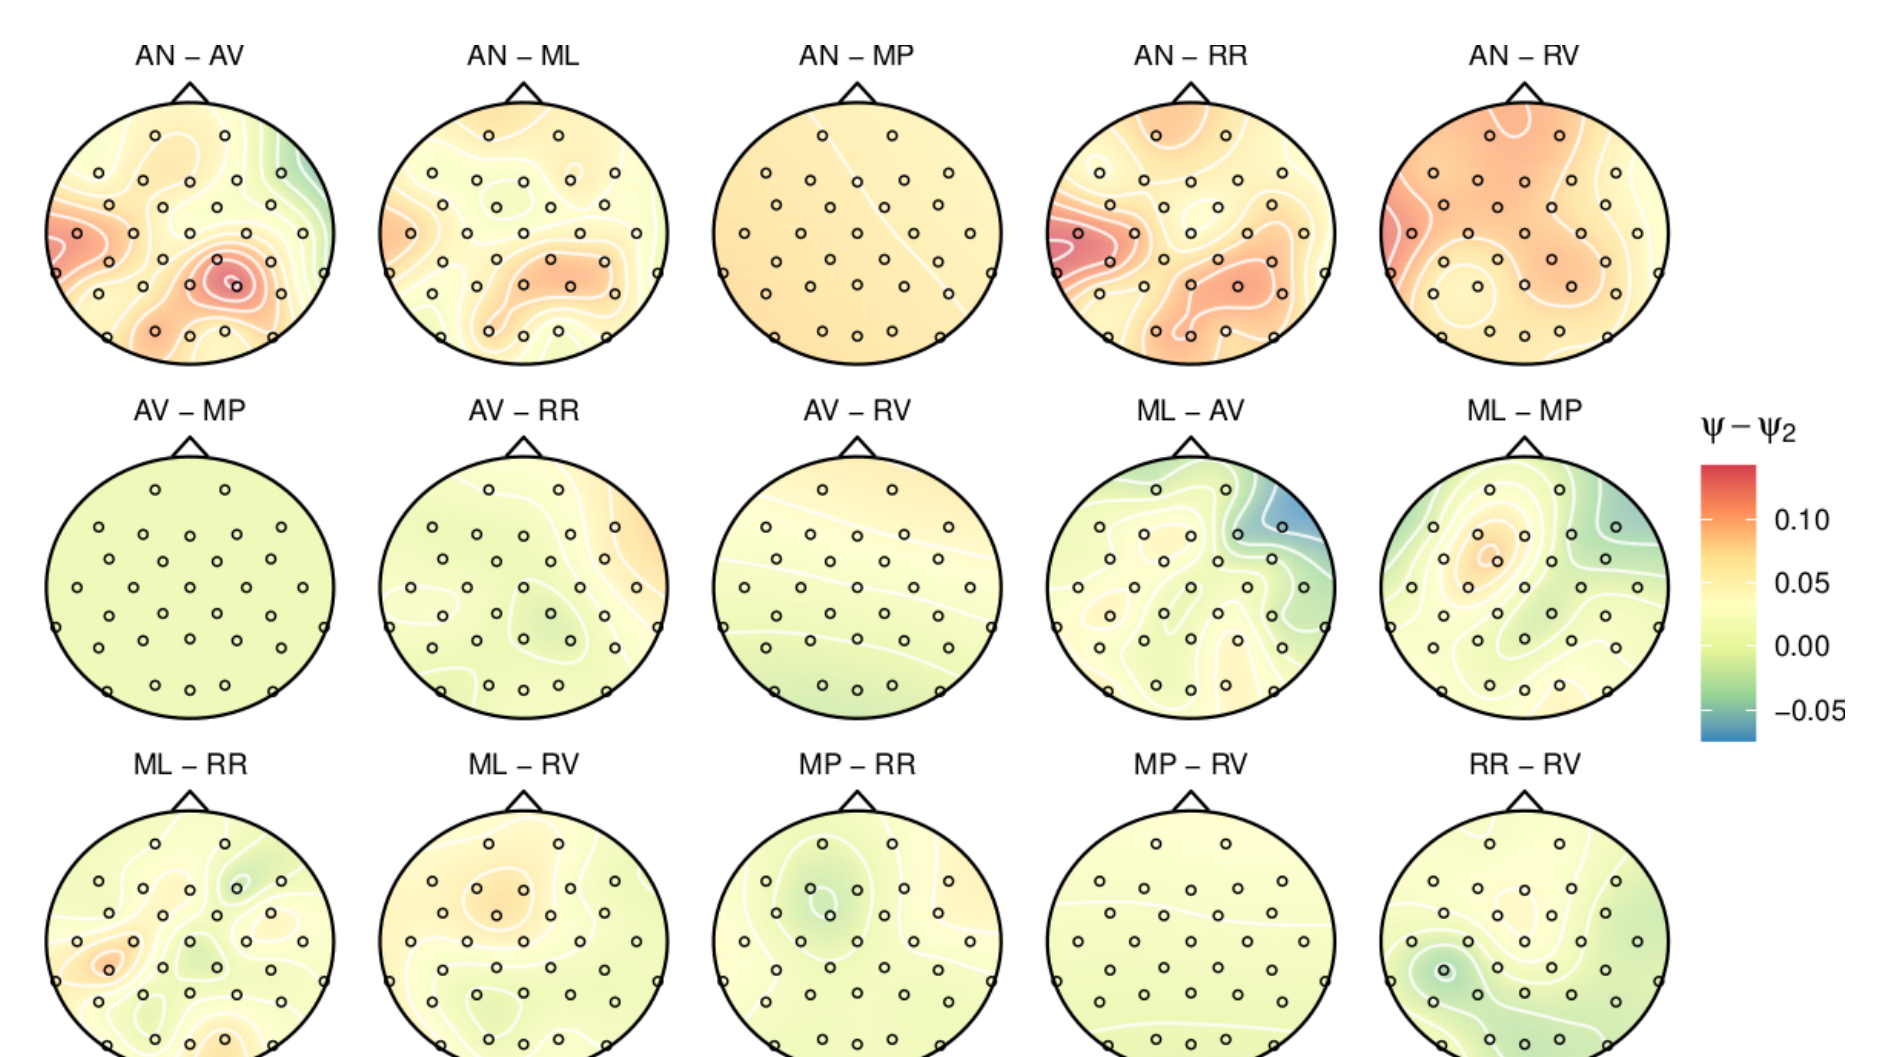 AN – AV
AN – ML
AN – MP
AN – RR
AN – RV
AV – MP
AV – RR
AV – RV
ML – AV
ML – MP
ψ – ψ₂
0.10
0.05
0.00
−0.05
ML – RR
ML – RV
MP – RR
MP – RV
RR – RV